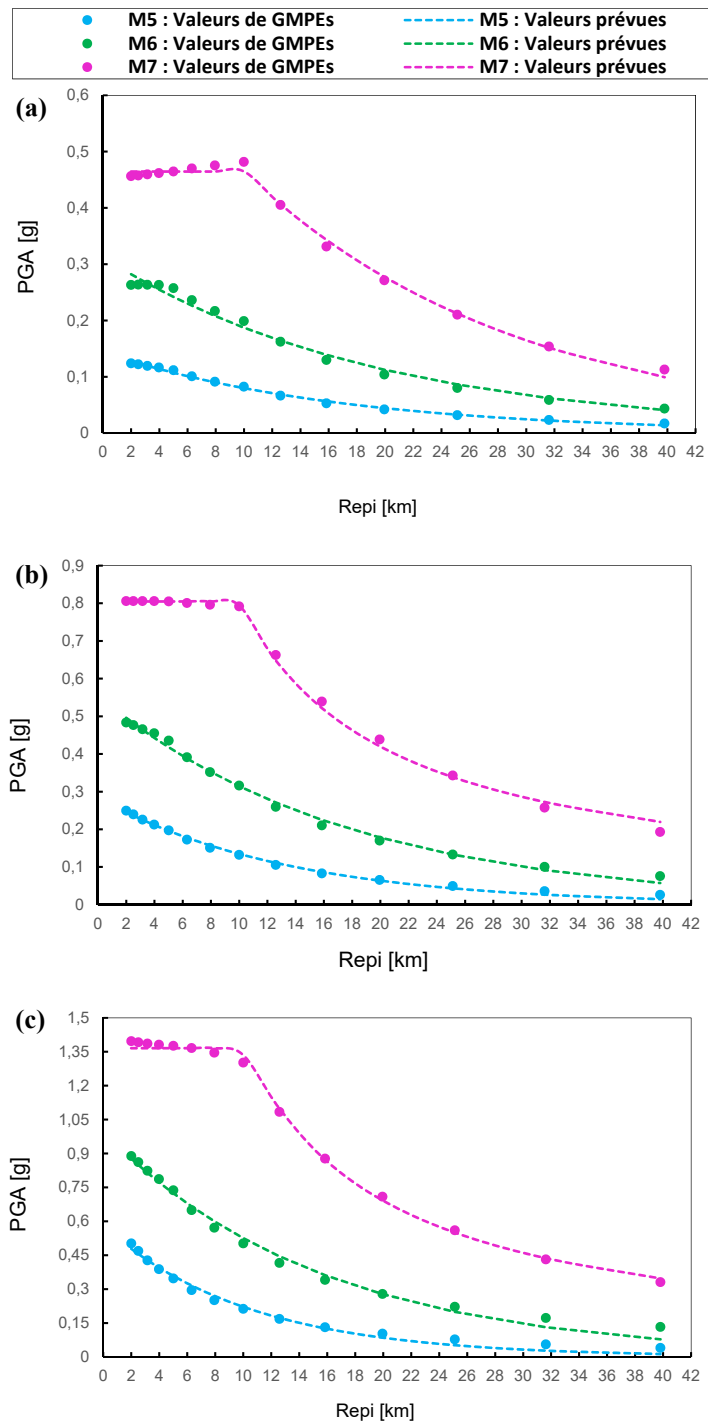 M5 : Valeurs de GMPEs M5 : Valeurs prévues
M6 : Valeurs de GMPEs M6 : Valeurs prévues
M7 : Valeurs de GMPEs M7 : Valeurs prévues
(a)
0,6
0,5
0,4
0,3
0,2
0,1
0
PGA [g]
0 2 4 6 8 10 12 14 16 18 20 22 24 26 28 30 32 34 36 38 40 42
Repi [km]
(b)
0,9
0,8
0,7
0,6
0,5
0,4
0,3
0,2
0,1
0
PGA [g]
0 2 4 6 8 10 12 14 16 18 20 22 24 26 28 30 32 34 36 38 40 42
Repi [km]
(c)
1,5
1,35
1,2
1,05
0,9
0,75
0,6
0,45
0,3
0,15
0
PGA [g]
0 2 4 6 8 10 12 14 16 18 20 22 24 26 28 30 32 34 36 38 40 42
Repi [km]